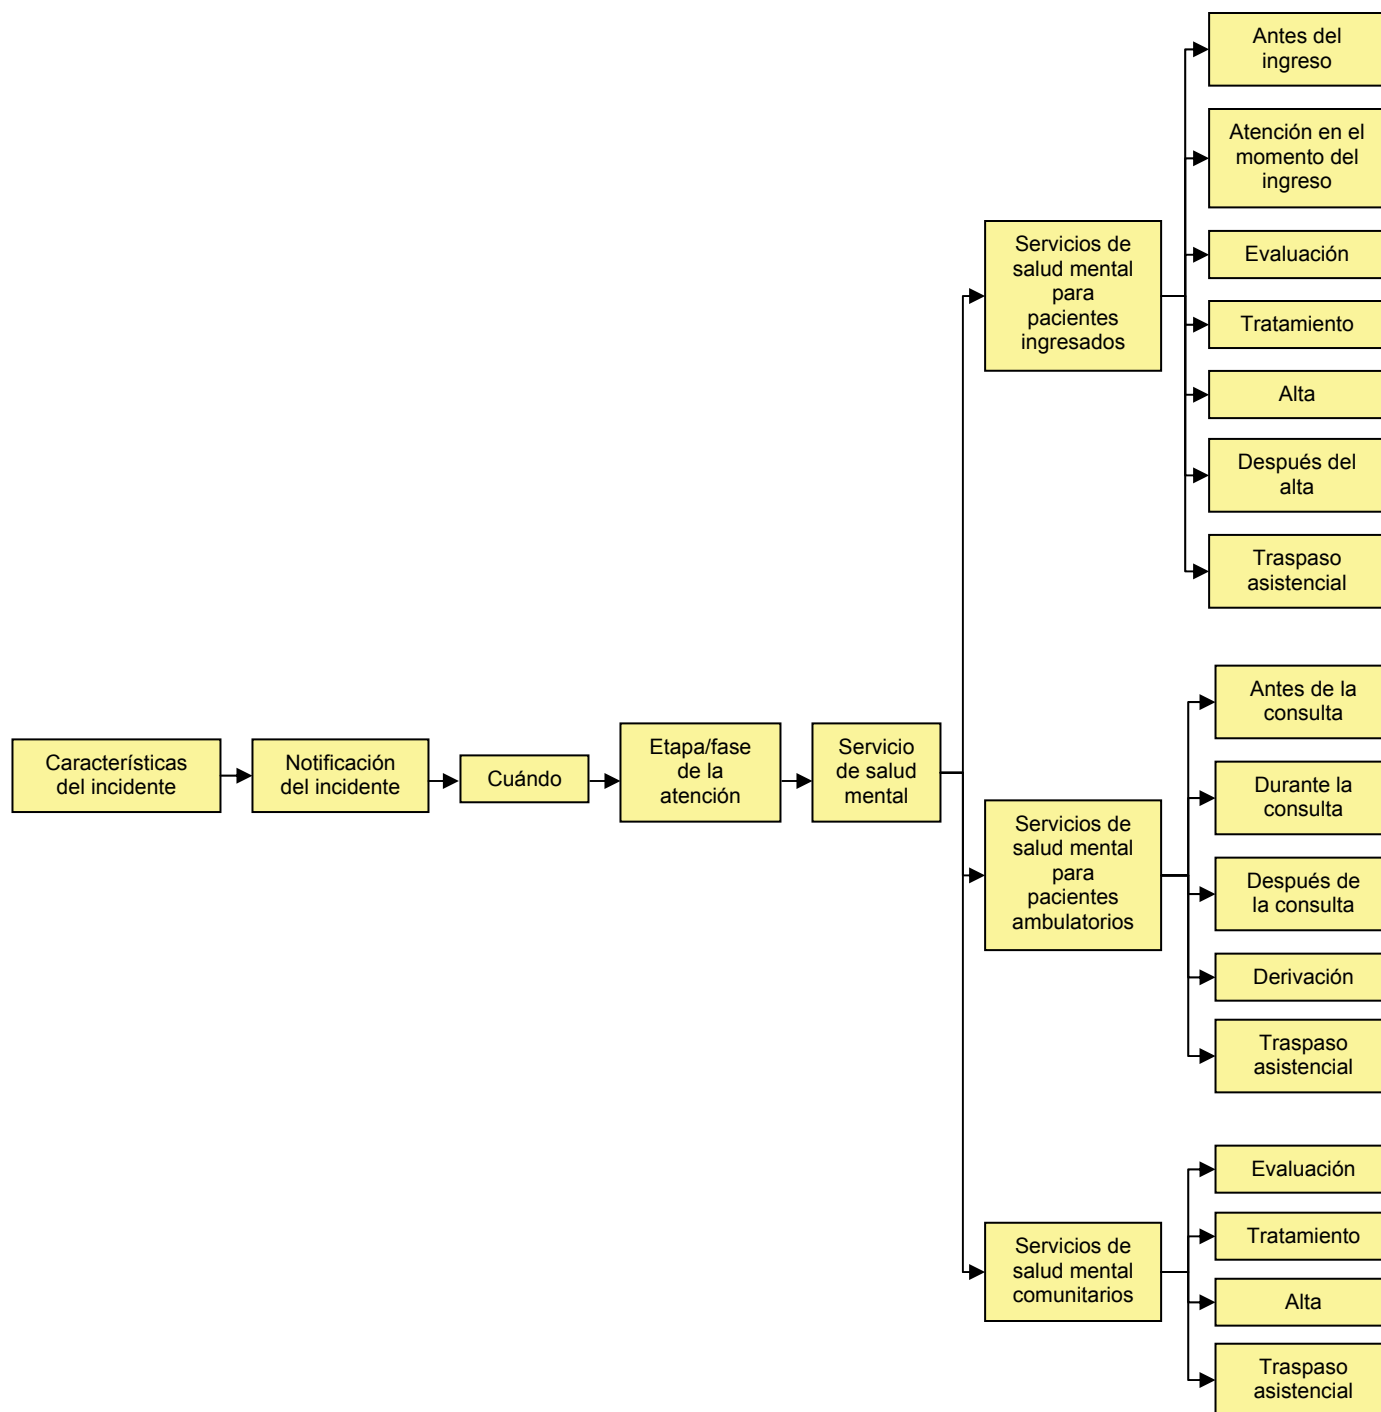 Características
del incidente
Notificación
del incidente
Cuándo
Etapa/fase
de la
atención
Servicio
de salud
mental
Servicios de
salud mental
para
pacientes
ingresados
Antes del
ingreso
Atención en el
momento del
ingreso
Evaluación
Tratamiento
Alta
Después del
alta
Traspaso
asistencial
Servicios de
salud mental
para
pacientes
ambulatorios
Antes de la
consulta
Durante la
consulta
Después de
la consulta
Derivación
Traspaso
asistencial
Servicios de
salud mental
comunitarios
Evaluación
Tratamiento
Alta
Traspaso
asistencial